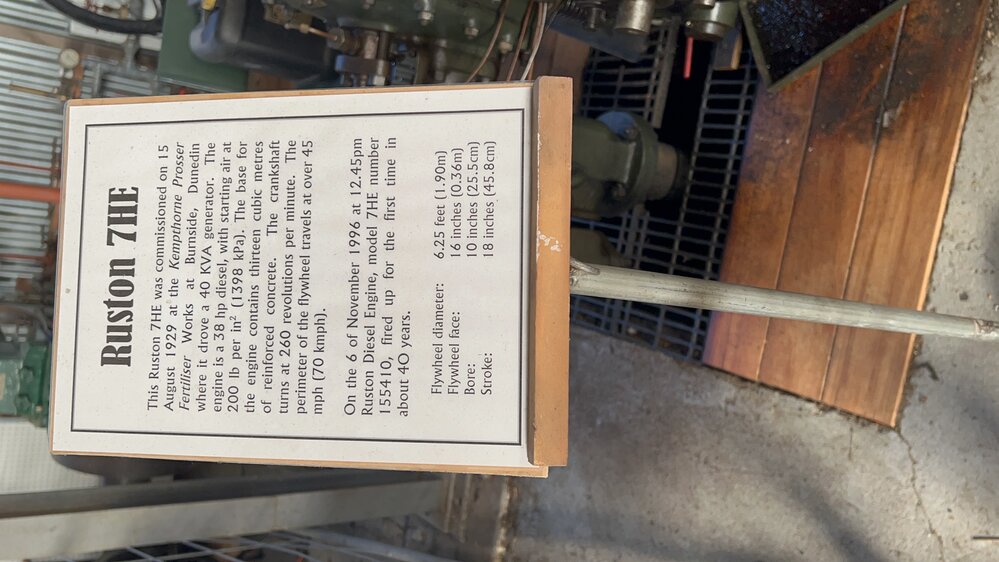 Ruston 7HE
This Ruston 7HE was commissioned on 15
August 1929 at the Kempthorne Prosser
Fertiliser Works at Burnside, Dunedin
where it drove a 40 KVA generator. The
engine is a 38 hp diesel, with starting air at
200 lb per in² (1398 kPa). The base for
the engine contains thirteen cubic metres
of reinforced concrete. The crankshaft
turns at 260 revolutions per minute. The
perimeter of the flywheel travels at over 45
mph (70 kmph).
On the 6 of November 1996 at 12.45pm
Ruston Diesel Engine, model 7HE number
155410, fired up for the first time in
about 40 years.
Flywheel diameter: 6.25 feet (1.90m)
Flywheel face: 16 inches (0.36m)
Bore: 10 inches (25.5cm)
Stroke: 18 inches (45.8cm)